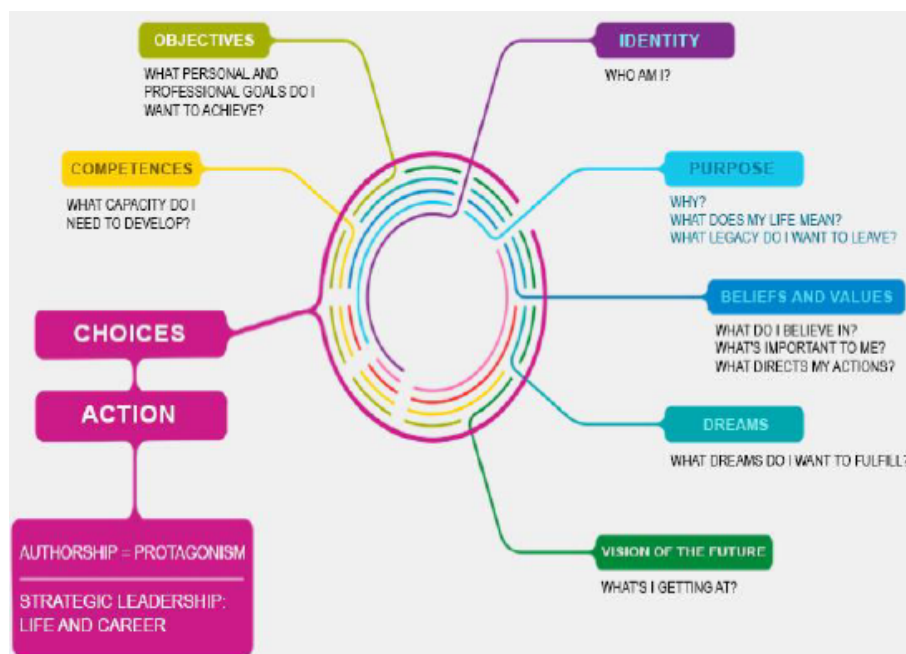 OBJECTIVES
WHAT PERSONAL AND
PROFESSIONAL GOALS DO I
WANT TO ACHIEVE?
IDENTITY
WHO AM I?
COMPETENCES
WHAT CAPACITY DO I
NEED TO DEVELOP?
PURPOSE
WHY?
WHAT DOES MY LIFE MEAN?
WHAT LEGACY DO I WANT TO LEAVE?
BELIEFS AND VALUES
WHAT DO I BELIEVE IN?
WHAT'S IMPORTANT TO ME?
WHAT DIRECTS MY ACTIONS?
CHOICES
ACTION
DREAMS
WHAT DREAMS DO I WANT TO FULFILL?
AUTHORSHIP = PROTAGONISM
STRATEGIC LEADERSHIP:
LIFE AND CAREER
VISION OF THE FUTURE
WHAT'S I GETTING AT?